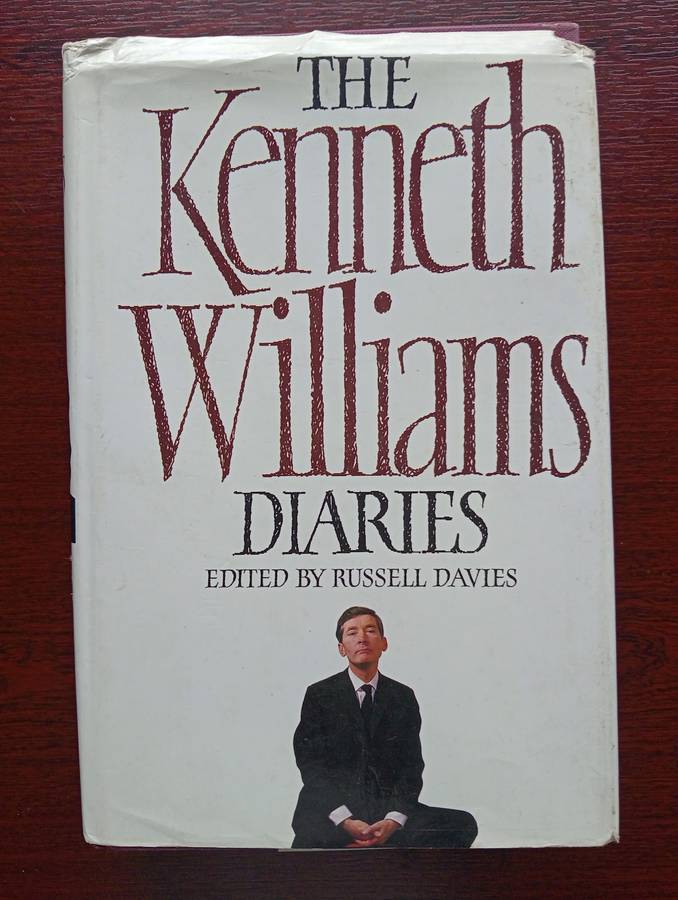 THE
Kenneth
Williams
DIARIES
EDITED BY RUSSELL DAVIES